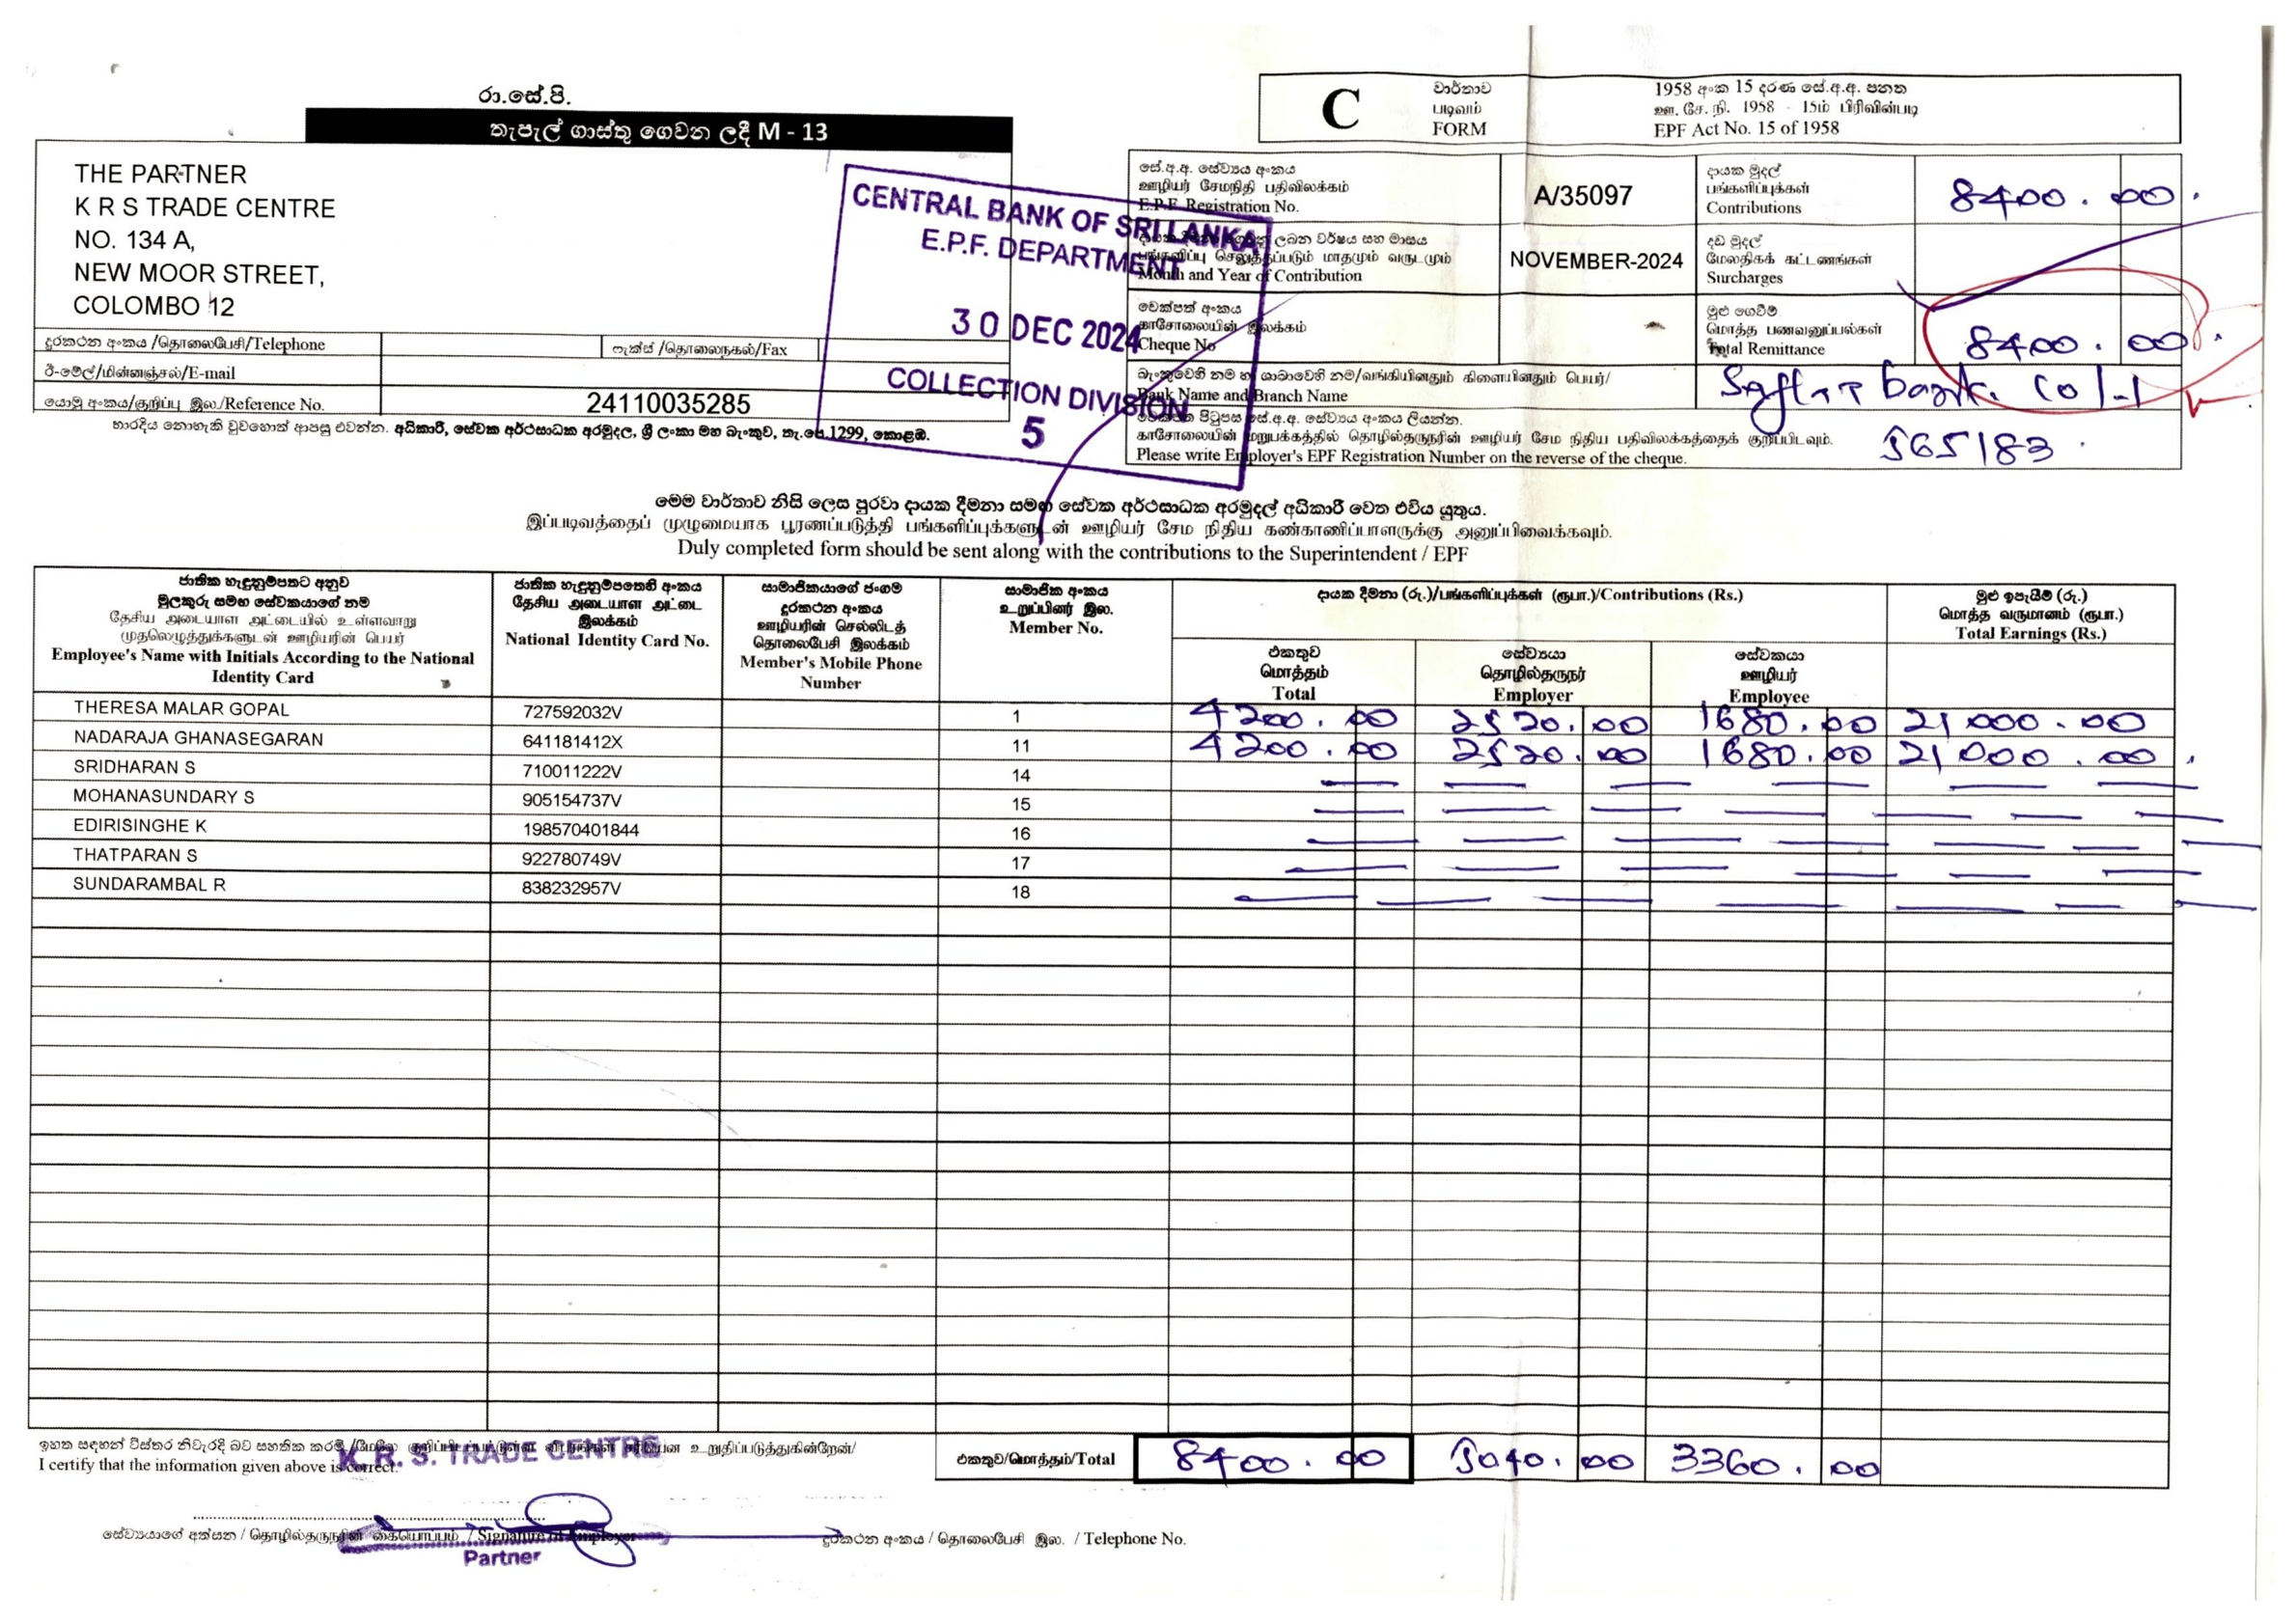 රා.සේ.පි.
තැපැල් ගාස්තු ගෙවන ලදී M - 13
THE PARTNER
K R S TRADE CENTRE
NO. 134 A,
NEW MOOR STREET,
COLOMBO 12
දුරකථන අංකය /தொலைபேசி/Telephone
ෆැක්ස් /தொலைநகல்/Fax
ඊ-මේල්/மின்னஞ்சல்/E-mail
යොමු අංකය/குறிப்பு இல./Reference No. 24110035285
භාරදිය නොහැකි වුවහොත් ආපසු එවන්න. අධිකාරී, සේවක අර්ථසාධක අරමුදල, ශ්‍රී ලංකා මහ බැංකුව, තැ.පෙ. 1299, කොළඹ.
CENTRAL BANK OF SRI LANKA
E.P.F. DEPARTMENT
30 DEC 2024
COLLECTION DIVISION
5
C
වාර්තාව
படிவம்
FORM
1958 අංක 15 දරණ සේ.අ.අ. පනත
ஊ. சே. நி. 1958 - 15ம் பிரிவின்படி
EPF Act No. 15 of 1958
සේ.අ.අ. සේව්‍යය අංකය
ஊழியர் சேமநிதி பதிவிலக்கம்
E.P.F. Registration No.
A/35097
දායක මුදල්
பங்களிப்புக்கள்
Contributions
8400.00
ලබන වර්ෂය සහ මාසය
பங்களிப்பு செலுத்தப்படும் மாதமும் வருடமும்
Month and Year of Contribution
NOVEMBER-2024
දඩ මුදල්
மேலதிகக் கட்டணங்கள்
Surcharges
චෙක්පත් අංකය
காசோலையின் இலக்கம்
Cheque No
මුළු ගෙවීම්
மொத்த பணவனுப்பல்கள்
Total Remittance
8400.00
බැංකුවෙහි නම හා ශාඛාවෙහි නම/வங்கியினதும் கிளையினதும் பெயர்/
Bank Name and Branch Name
bank. Col-1
පිටුපස සේ.අ.අ. සේව්‍යය අංකය ලියන්න.
காசோலையின் மறுபக்கத்தில் தொழில்தருநரின் ஊழியர் சேம நிதிய பதிவிலக்கத்தைக் குறிப்பிடவும்.
Please write Employer's EPF Registration Number on the reverse of the cheque.
565183
මෙම වාර්තාව නිසි ලෙස පුරවා දායක දීමනා සමඟ සේවක අර්ථසාධක අරමුදල් අධිකාරී වෙත එවිය යුතුය.
இப்படிவத்தைப் முழுமையாக பூரணப்படுத்தி பங்களிப்புக்களுடன் ஊழியர் சேம நிதிய கண்காணிப்பாளருக்கு அனுப்பிவைக்கவும்.
Duly completed form should be sent along with the contributions to the Superintendent / EPF
ජාතික හැඳුනුම්පතට අනුව
මුලකුරු සමඟ සේවකයාගේ නම
தேசிய அடையாள அட்டையில் உள்ளவாறு
முதலெழுத்துக்களுடன் ஊழியரின் பெயர்
Employee's Name with Initials According to the National
Identity Card
ජාතික හැඳුනුම්පතෙහි අංකය
தேசிய அடையாள அட்டை
இலக்கம்
National Identity Card No.
සාමාජිකයාගේ ජංගම
දුරකථන අංකය
ஊழியரின் செல்லிடத்
தொலைபேசி இலக்கம்
Member's Mobile Phone
Number
සාමාජික අංකය
உறுப்பினர் இல.
Member No.
දායක දීමනා (රු.)/பங்களிப்புக்கள் (ரூபா.)/Contributions (Rs.)
එකතුව
மொத்தம்
Total
සේව්‍යයා
தொழில்தருநர்
Employer
සේවකයා
ஊழியர்
Employee
මුළු ඉපැයීම් (රු.)
மொத்த வருமானம் (ரூபா.)
Total Earnings (Rs.)
THERESA MALAR GOPAL 727592032V 1 4200.00 2520.00 1680.00 21000.00
NADARAJA GHANASEGARAN 641181412X 11 4200.00 2520.00 1680.00 21000.00
SRIDHARAN S 710011222V 14
MOHANASUNDARY S 905154737V 15
EDIRISINGHE K 198570401844 16
THATPARAN S 922780749V 17
SUNDARAMBAL R 838232957V 18
එකතුව/மொத்தம்/Total 8400.00 5040.00 3360.00
ඉහත සඳහන් විස්තර නිවැරදි බව සහතික කරමි /மேலே குறிப்பிடப்பட்டுள்ள விபரங்கள் சரியென உறுதிப்படுத்துகின்றேன்/
I certify that the information given above is correct.
K. R. S. TRADE CENTRE
සේව්‍යයාගේ අත්සන / தொழில்தருநரின் கையொப்பம் / Signature of Employer
Partner
දුරකථන අංකය / தொலைபேசி இல. / Telephone No.